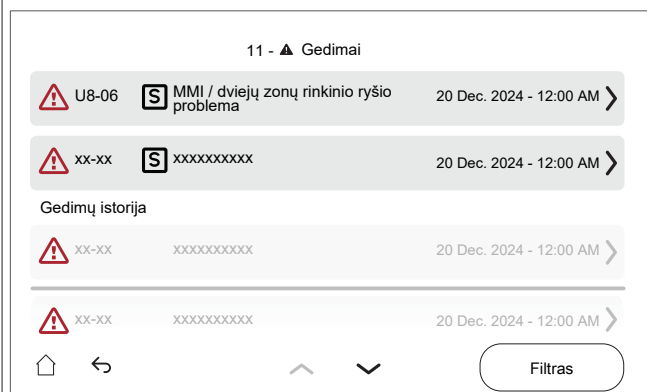 11 - Gedimai
U8-06 S MMI / dviejų zonų rinkinio ryšio 20 Dec. 2024 - 12:00 AM
problema
xx-xx S xxxxxxxxxx 20 Dec. 2024 - 12:00 AM
Gedimų istorija
xx-xx xxxxxxxxxx 20 Dec. 2024 - 12:00 AM
xx-xx xxxxxxxxxx 20 Dec. 2024 - 12:00 AM
Filtras